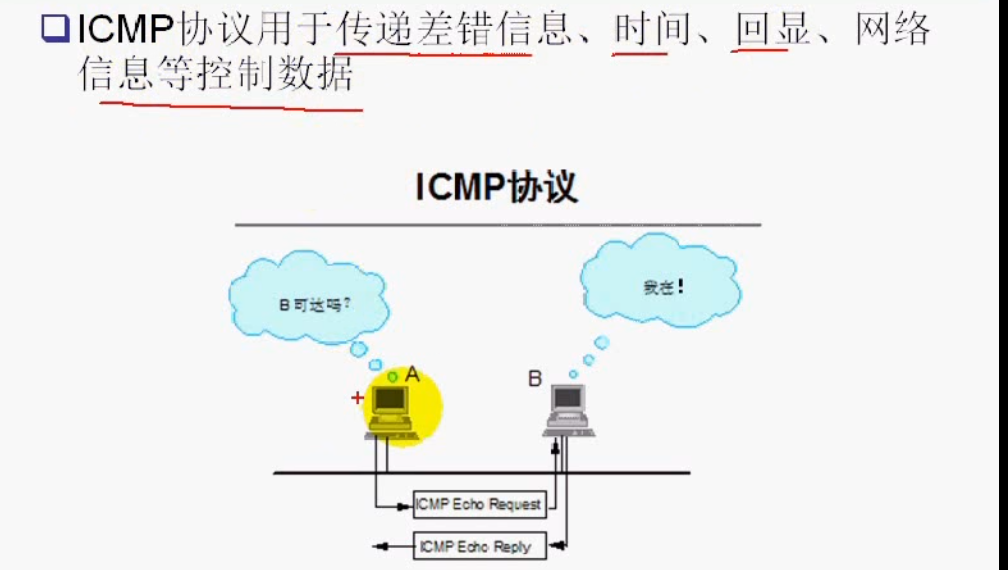 ICMP协议用于传递差错信息、时间、回显、网络
信息等控制数据
ICMP协议
B可达吗?
我在!
A
B
ICMP Echo Request
ICMP Echo Reply